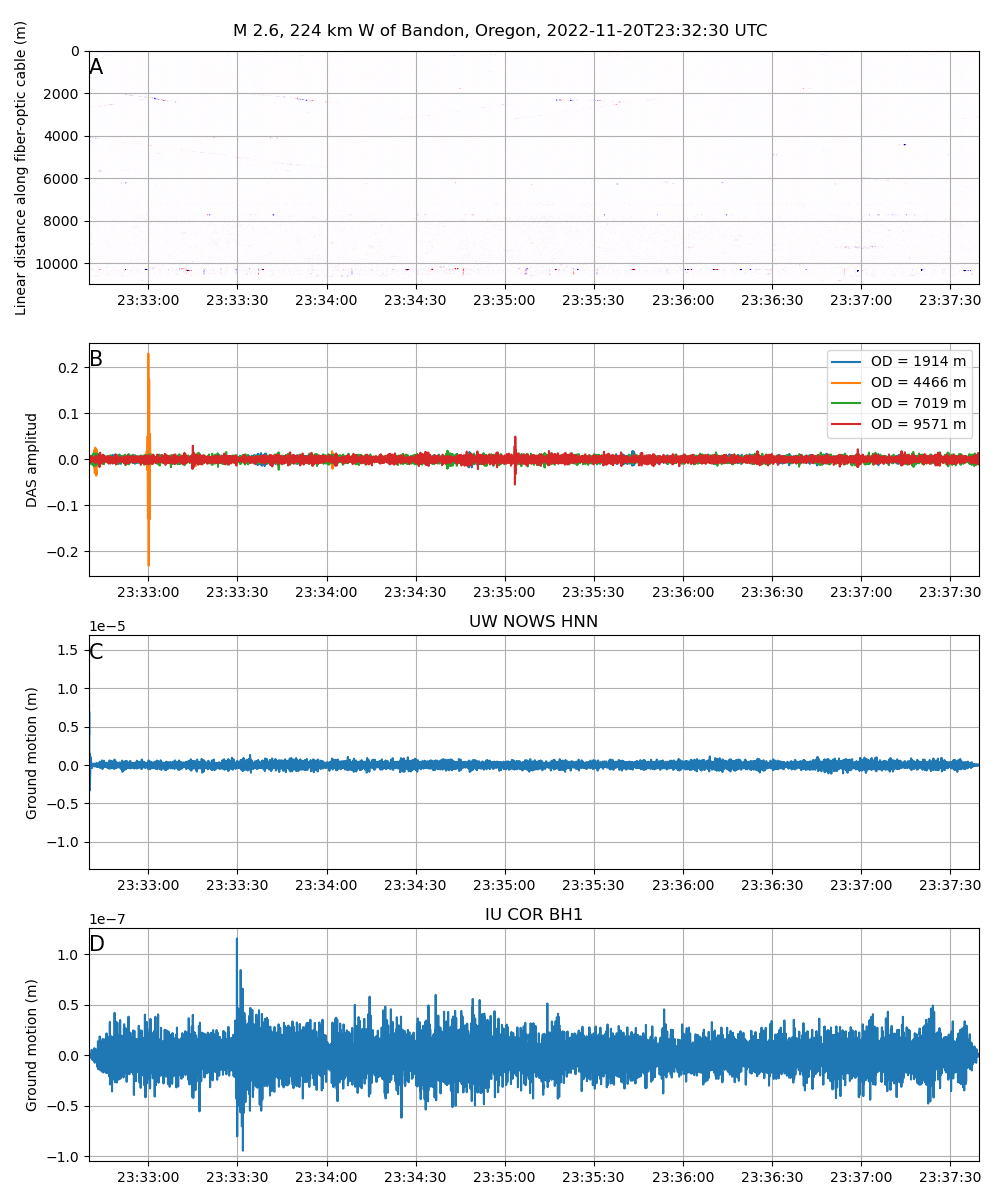 M 2.6, 224 km W of Bandon, Oregon, 2022-11-20T23:32:30 UTC
A
Linear distance along fiber-optic cable (m)
0
2000
4000
6000
8000
10000
23:33:00 23:33:30 23:34:00 23:34:30 23:35:00 23:35:30 23:36:00 23:36:30 23:37:00 23:37:30
B
DAS amplitud
0.2
0.1
0.0
−0.1
−0.2
OD = 1914 m
OD = 4466 m
OD = 7019 m
OD = 9571 m
23:33:00 23:33:30 23:34:00 23:34:30 23:35:00 23:35:30 23:36:00 23:36:30 23:37:00 23:37:30
UW NOWS HNN
1e−5
C
Ground motion (m)
1.5
1.0
0.5
0.0
−0.5
−1.0
23:33:00 23:33:30 23:34:00 23:34:30 23:35:00 23:35:30 23:36:00 23:36:30 23:37:00 23:37:30
IU COR BH1
1e−7
D
Ground motion (m)
1.0
0.5
0.0
−0.5
−1.0
23:33:00 23:33:30 23:34:00 23:34:30 23:35:00 23:35:30 23:36:00 23:36:30 23:37:00 23:37:30